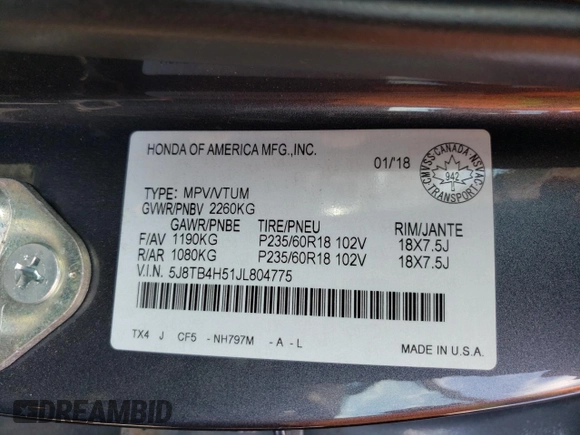 HONDA OF AMERICA MFG.,INC.
01/'18
CMVSS-CANADA-NSVAC
942
TRANSPORT
TYPE: MPV/VTUM
GVWR/PNBV 2260KG
GAWR/PNBE TIRE/PNEU RIM/JANTE
F/AV 1190KG P235/60R18 102V 18X7.5J
R/AR 1080KG P235/60R18 102V 18X7.5J
V.I.N. 5J8TB4H51JL804775
TX4 J CF5 - NH797M - A - L
MADE IN U.S.A.
DREAMBID